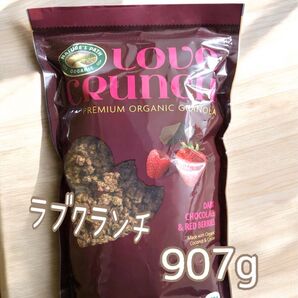 NATURE'S PATH
ORGANIC
LOVE
CRUNCH
PREMIUM ORGANIC GRANOLA
DARK
CHOCOLATE
& RED BERRIES
Made with Organic
Coconut &
ラブクランチ
907g